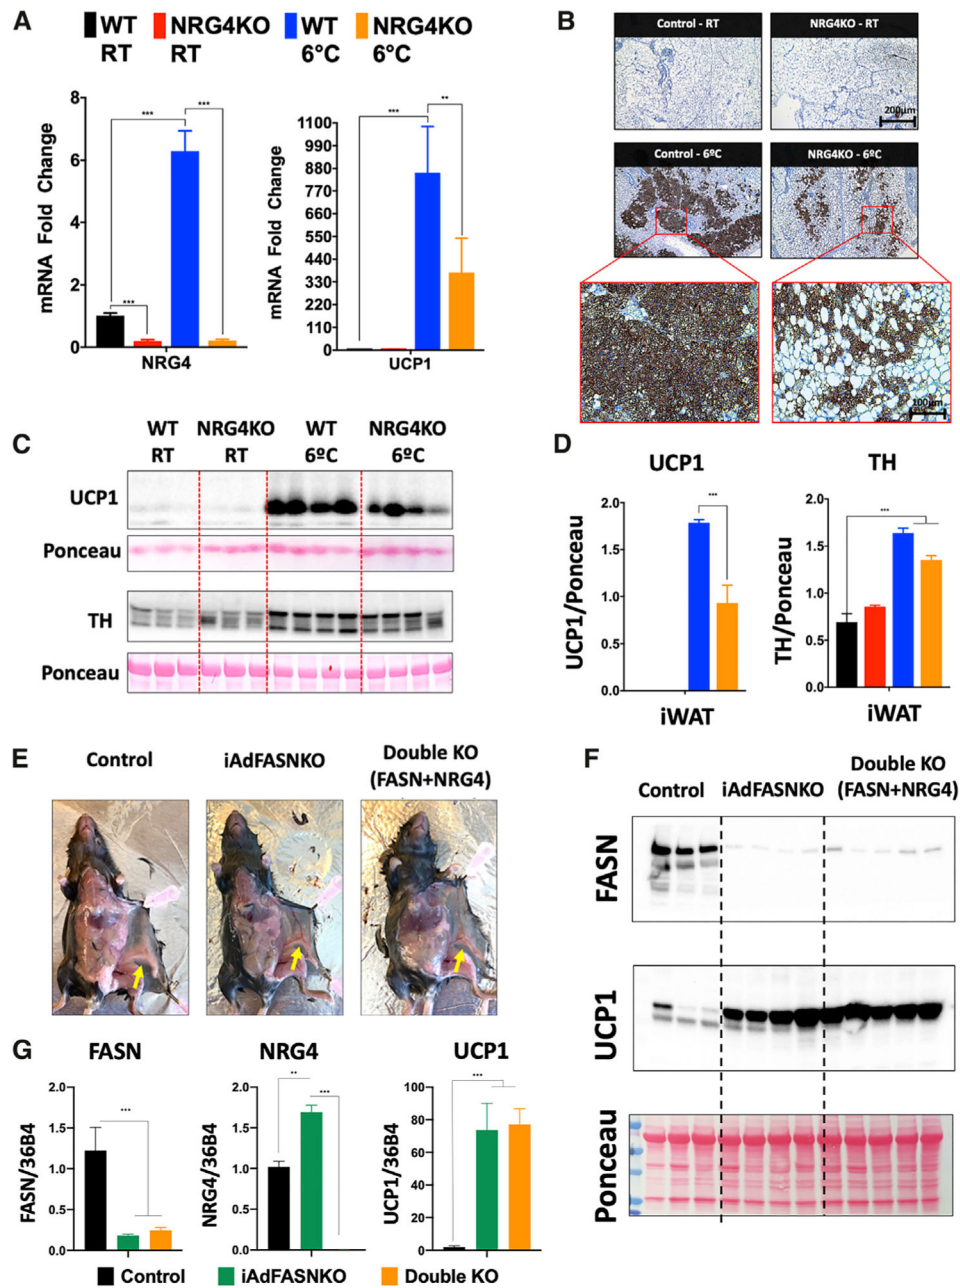 A
WT NRG4KO WT NRG4KO
RT RT 6°C 6°C
mRNA Fold Change
8
6
4
2
0
***
***
***
NRG4
mRNA Fold Change
1100
990
880
770
660
550
440
330
220
110
0
***
**
UCP1
B
Control - RT
NRG4KO - RT
200µm
Control - 6ºC
NRG4KO - 6ºC
100µm
C
WT NRG4KO WT NRG4KO
RT RT 6ºC 6ºC
UCP1
Ponceau
TH
Ponceau
D
UCP1
UCP1/Ponceau
2.0
1.5
1.0
0.5
0.0
***
iWAT
TH
TH/Ponceau
2.0
1.5
1.0
0.5
0.0
***
iWAT
E
Control
iAdFASNKO
Double KO
(FASN+NRG4)
F
Control
iAdFASNKO
Double KO
(FASN+NRG4)
FASN
UCP1
Ponceau
G
FASN
FASN/36B4
2.0
1.5
1.0
0.5
0.0
***
NRG4
NRG4/36B4
2.0
1.5
1.0
0.5
0.0
**
***
UCP1
UCP1/36B4
100
80
60
40
20
0
***
Control
iAdFASNKO
Double KO